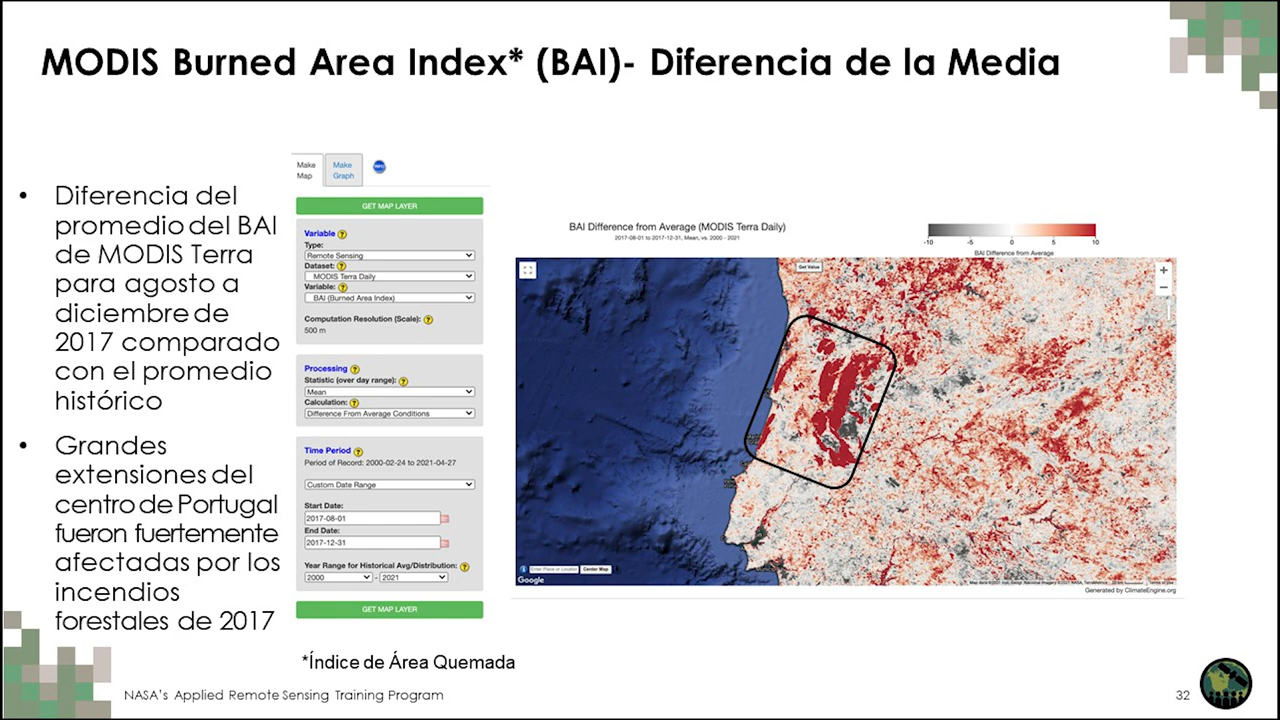 MODIS Burned Area Index* (BAI)- Diferencia de la Media
• Diferencia del
promedio del BAI
de MODIS Terra
para agosto a
diciembre de
2017 comparado
con el promedio
histórico
• Grandes
extensiones del
centro de Portugal
fueron fuertemente
afectadas por los
incendios
forestales de 2017
Make
Map
Make
Graph
GET MAP LAYER
Variable ?
Type:
Remote Sensing
Dataset: ?
MODIS Terra Daily
Variable: ?
BAI (Burned Area Index)
Computation Resolution (Scale): ?
500 m
Processing ?
Statistic (over day range): ?
Mean
Calculation: ?
Difference From Average Conditions
Time Period ?
Period of Record: 2000-02-24 to 2021-04-27
Custom Date Range
Start Date:
2017-08-01
End Date:
2017-12-31
Year Range for Historical Avg/Distribution: ?
2000 - 2021
GET MAP LAYER
BAI Difference from Average (MODIS Terra Daily)
2017-08-01 to 2017-12-31, Mean, vs. 2000 - 2021
-10 -5 0 5 10
BAI Difference from Average
Get Value
+
−
Enter Place or Location Center Map
Google
Generated by ClimateEngine.org
*Índice de Área Quemada
NASA's Applied Remote Sensing Training Program
32